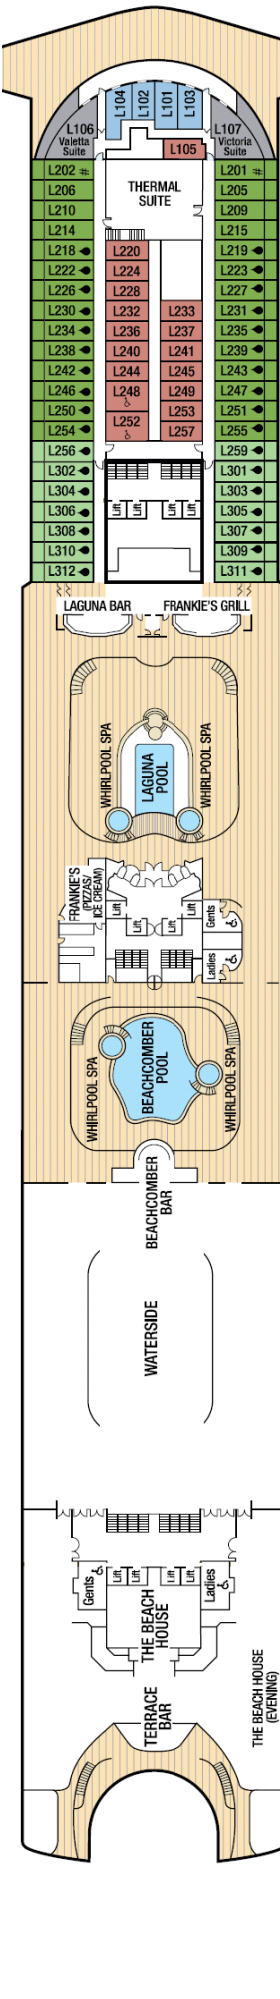 L104
L102
L101
L103
L106
Valetta
Suite
L107
Victoria
Suite
L105
L202 #
L201 #
THERMAL
SUITE
L206
L205
L210
L209
L214
L215
L218
L220
L219
L222
L224
L223
L226
L228
L227
L230
L232
L233
L231
L234
L236
L237
L235
L238
L240
L241
L239
L242
L244
L245
L243
L246
L248
L249
L247
L250
L253
L251
L252
L254
L257
L255
L256
L259
L302
L301
L304
L303
L306
Lift
Lift
Lift
Lift
L305
L308
L307
L310
L309
L312
L311
LAGUNA BAR
FRANKIE'S GRILL
WHIRLPOOL SPA
LAGUNA
POOL
WHIRLPOOL SPA
FRANKIE'S
(PIZZAS/
ICE CREAM)
Lift
Lift
Lift
Lift
Gents
Ladies
WHIRLPOOL SPA
BEACHCOMBER
POOL
WHIRLPOOL SPA
BEACHCOMBER
BAR
WATERSIDE
Gents
Lift
Lift
Lift
Lift
Ladies
THE BEACH
HOUSE
TERRACE
BAR
THE BEACH HOUSE
(EVENING)